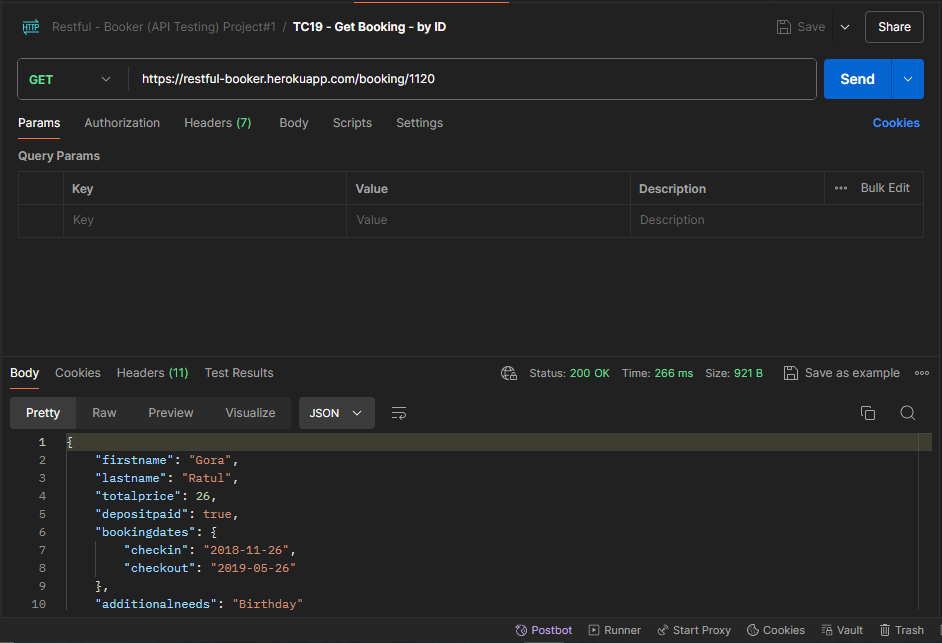 HTTP Restful - Booker (API Testing) Project#1 / TC19 - Get Booking - by ID Save Share
GET https://restful-booker.herokuapp.com/booking/1120 Send
Params Authorization Headers (7) Body Scripts Settings Cookies
Query Params
Key Value Description ••• Bulk Edit
Key Value Description
Body Cookies Headers (11) Test Results Status: 200 OK Time: 266 ms Size: 921 B Save as example •••
Pretty Raw Preview Visualize JSON
1 {
2 "firstname": "Gora",
3 "lastname": "Ratul",
4 "totalprice": 26,
5 "depositpaid": true,
6 "bookingdates": {
7 "checkin": "2018-11-26",
8 "checkout": "2019-05-26"
9 },
10 "additionalneeds": "Birthday"
Postbot Runner Start Proxy Cookies Vault Trash